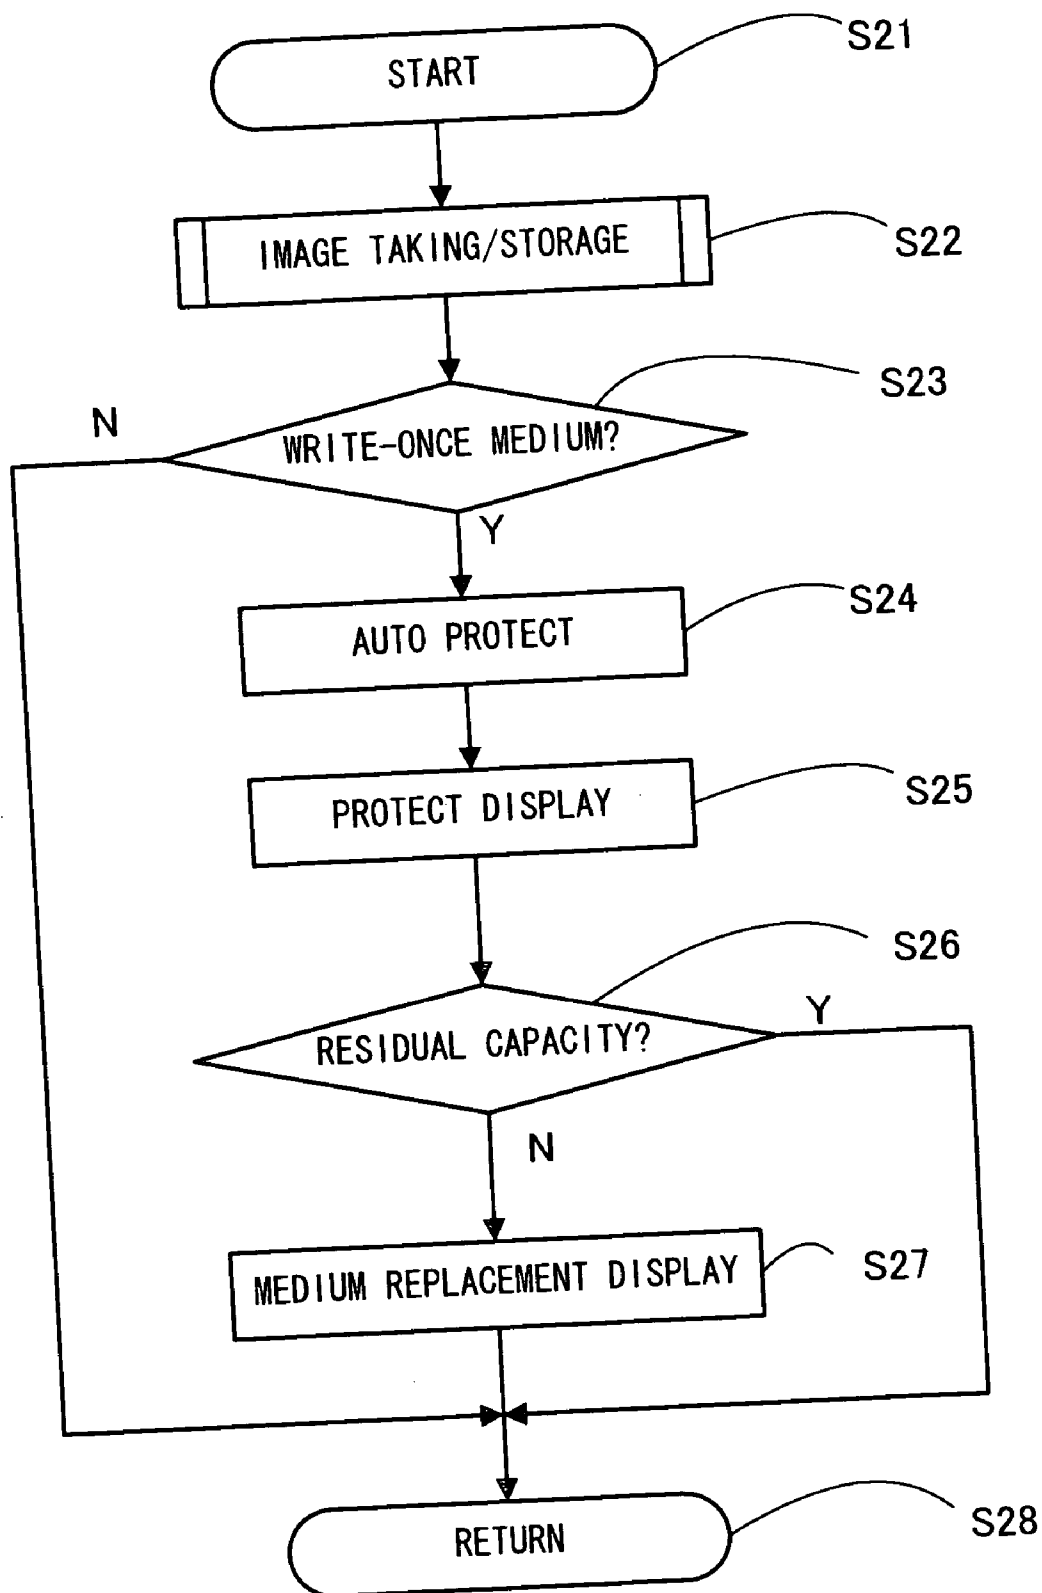 START
S21
IMAGE TAKING/STORAGE
S22
S23
N
WRITE-ONCE MEDIUM?
Y
S24
AUTO PROTECT
S25
PROTECT DISPLAY
S26
Y
RESIDUAL CAPACITY?
N
S27
MEDIUM REPLACEMENT DISPLAY
S28
RETURN